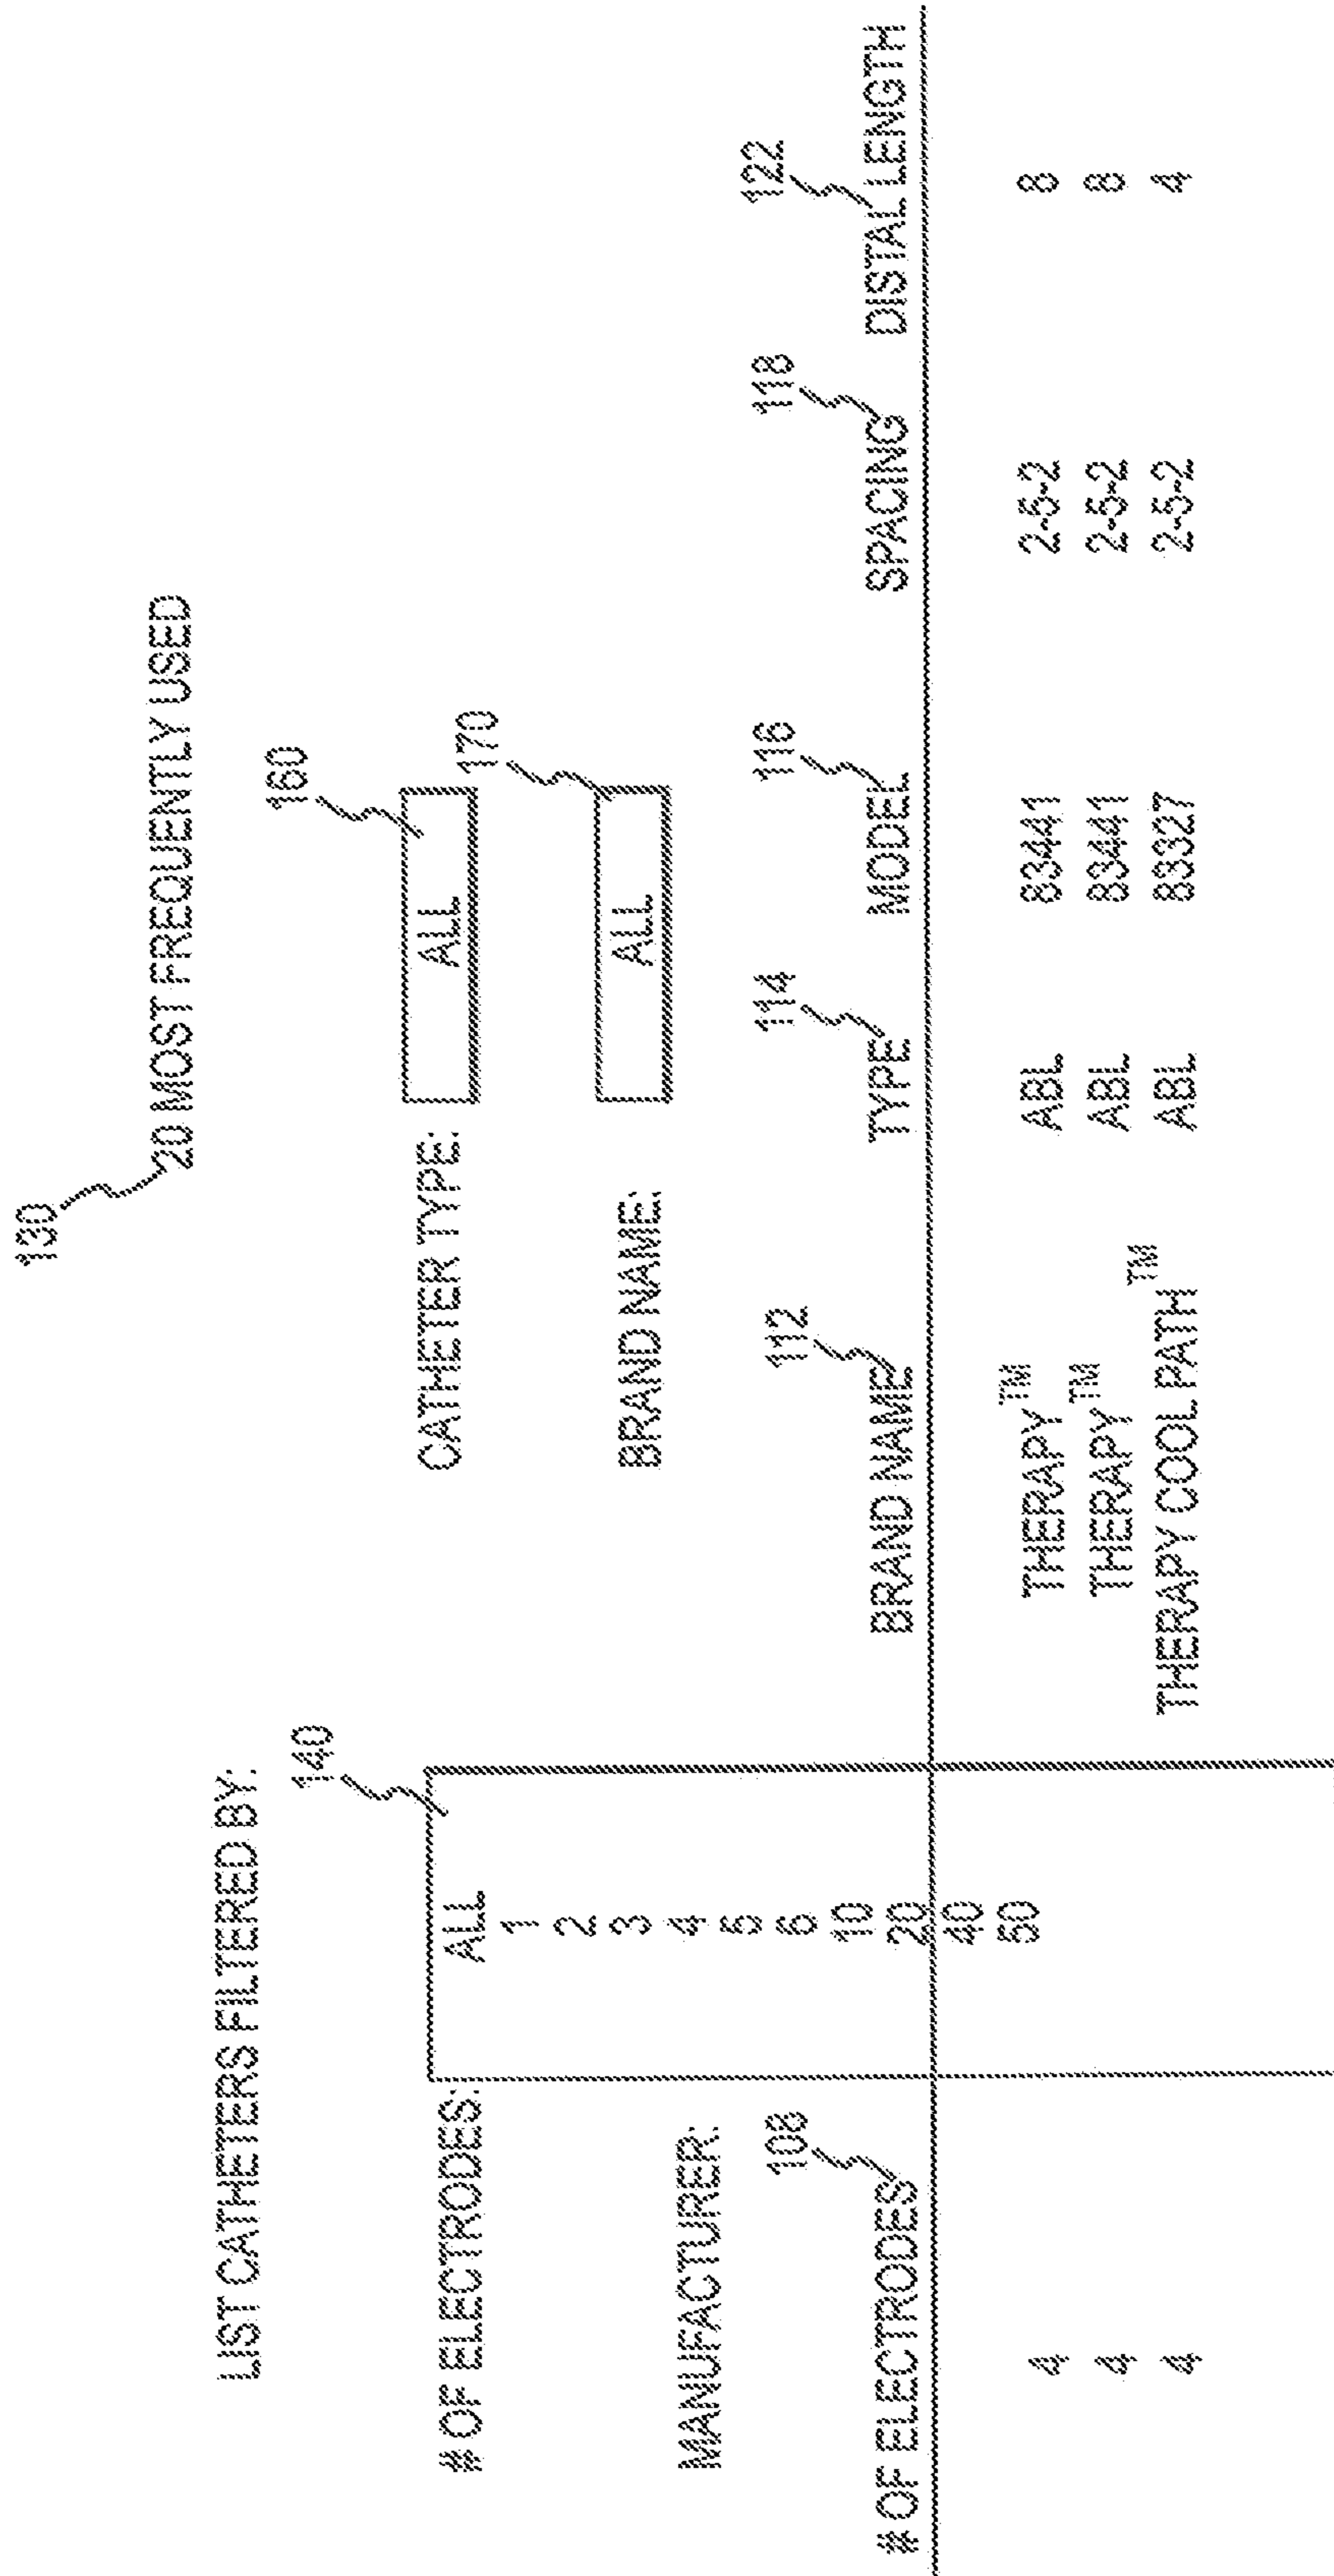 130
20 MOST FREQUENTLY USED
LIST CATHETERS FILTERED BY:
140
160
# OF ELECTRODES:
ALL
1
2
3
4
5
6
10
20
40
50
CATHETER TYPE:
ALL
170
MANUFACTURER:
BRAND NAME:
ALL
108
112
114
116
118
122
# OF ELECTRODES BRAND NAME TYPE MODEL SPACING DISTAL LENGTH
4 THERAPY™ ABL 83441 2-5-2 8
4 THERAPY™ ABL 83441 2-5-2 8
4 THERAPY COOL PATH™ ABL 83327 2-5-2 4